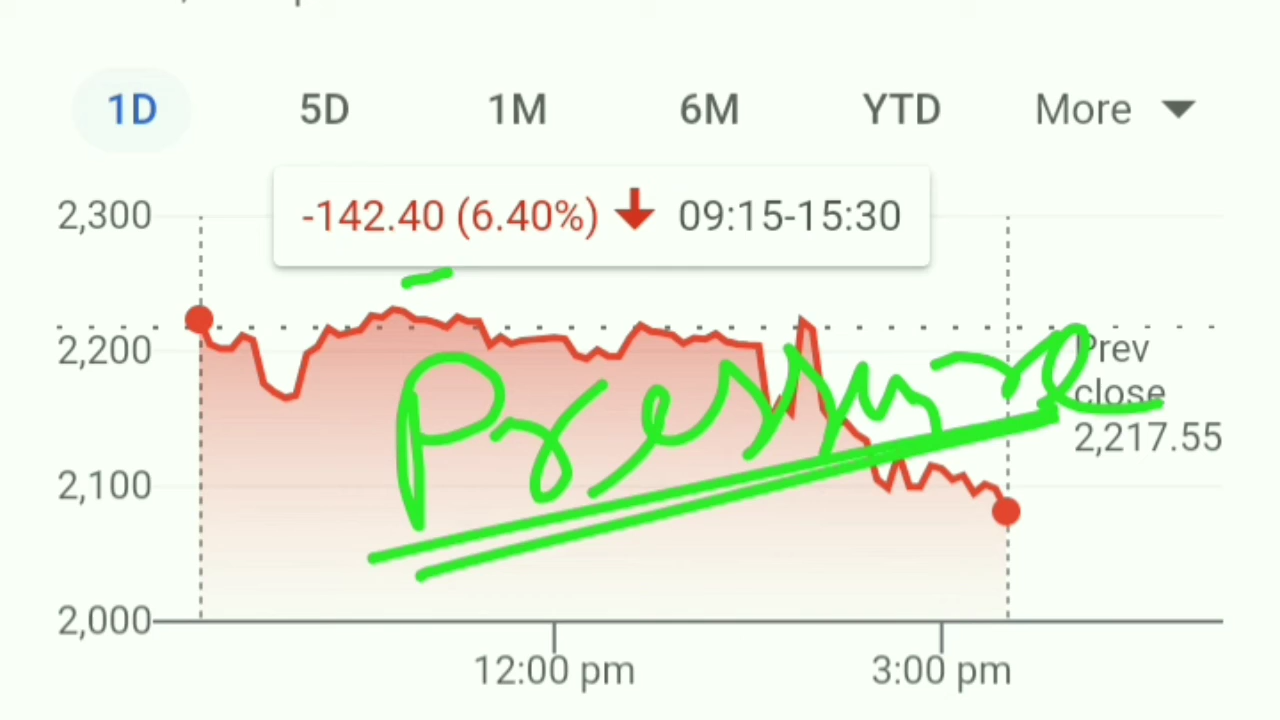 1D 5D 1M 6M YTD More
-142.40 (6.40%) 09:15-15:30
2,300
2,200
2,100
2,000
Prev
close
2,217.55
Pressure
12:00 pm 3:00 pm